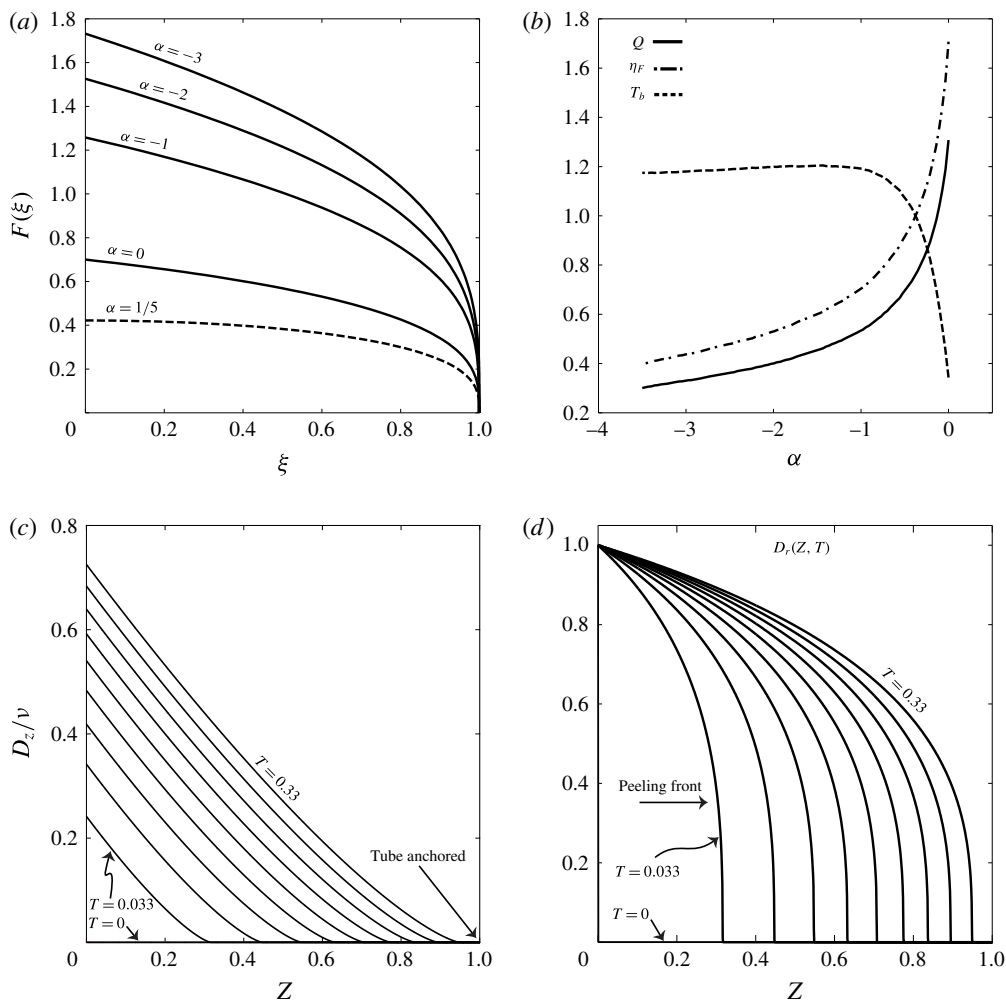 (a)
1.8
1.6
1.4
1.2
1.0
0.8
0.6
0.4
0.2
0
0.2
0.4
0.6
0.8
1.0
F(ξ)
ξ
α = −3
α = −2
α = −1
α = 0
α = 1/5
(b)
1.8
1.6
1.4
1.2
1.0
0.8
0.6
0.4
0.2
−4
−3
−2
−1
0
α
Q
η_F
T_b
(c)
0.8
0.6
0.4
0.2
0
0.2
0.4
0.6
0.8
1.0
D_z/ν
Z
T = 0.33
Tube anchored
T = 0.033
T = 0
(d)
1.0
0.8
0.6
0.4
0.2
0
0.2
0.4
0.6
0.8
1.0
Z
D_r(Z, T)
T = 0.33
Peeling front
T = 0.033
T = 0